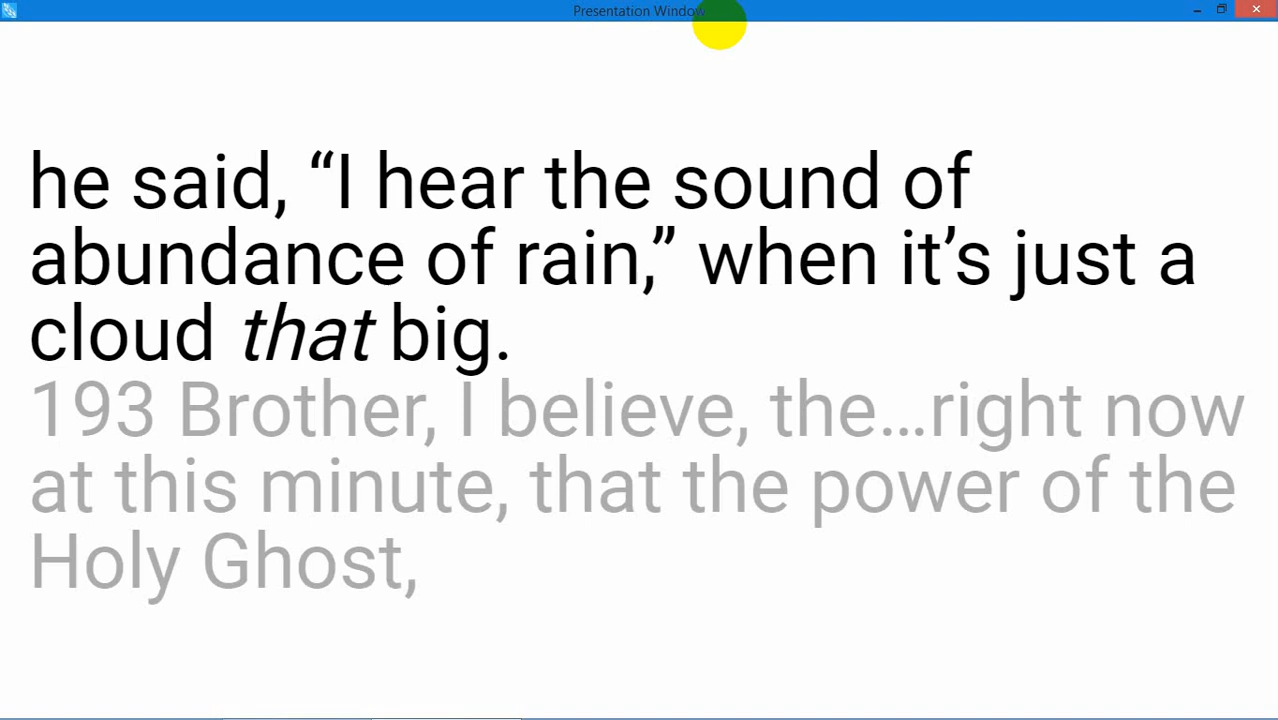 Presentation Window
he said, “I hear the sound of
abundance of rain,” when it’s just a
cloud that big.
193 Brother, I believe, the…right now
at this minute, that the power of the
Holy Ghost,